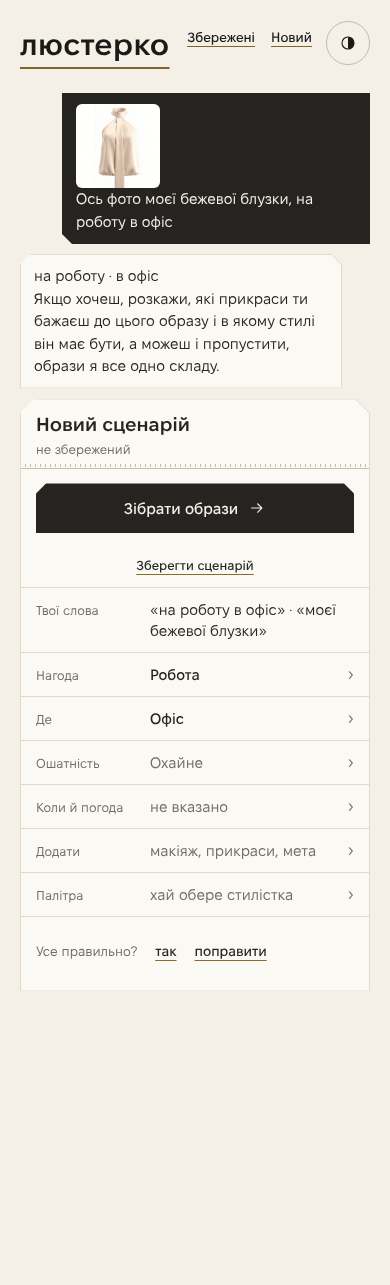 люстерко
Збережені
Новий
Ось фото моєї бежевої блузки, на
роботу в офіс
на роботу · в офіс
Якщо хочеш, розкажи, які прикраси ти
бажаєш до цього образу і в якому стилі
він має бути, а можеш і пропустити,
образи я все одно складу.
Новий сценарій
не збережений
Зібрати образи →
Зберегти сценарій
Твої слова
«на роботу в офіс» · «моєї
бежевої блузки»
Нагода
Робота
Де
Офіс
Ошатність
Охайне
Коли й погода
не вказано
Додати
макіяж, прикраси, мета
Палітра
хай обере стилістка
Усе правильно?
так
поправити